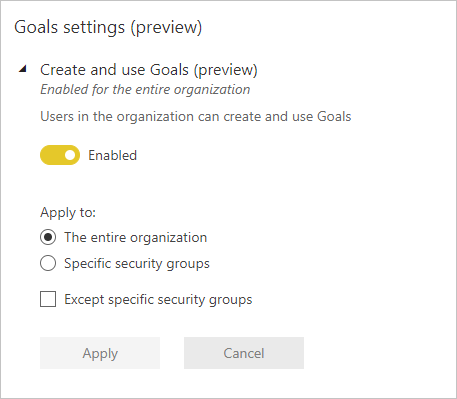 Goals settings (preview)
Create and use Goals (preview)
Enabled for the entire organization
Users in the organization can create and use Goals
Enabled
Apply to:
The entire organization
Specific security groups
Except specific security groups
Apply
Cancel